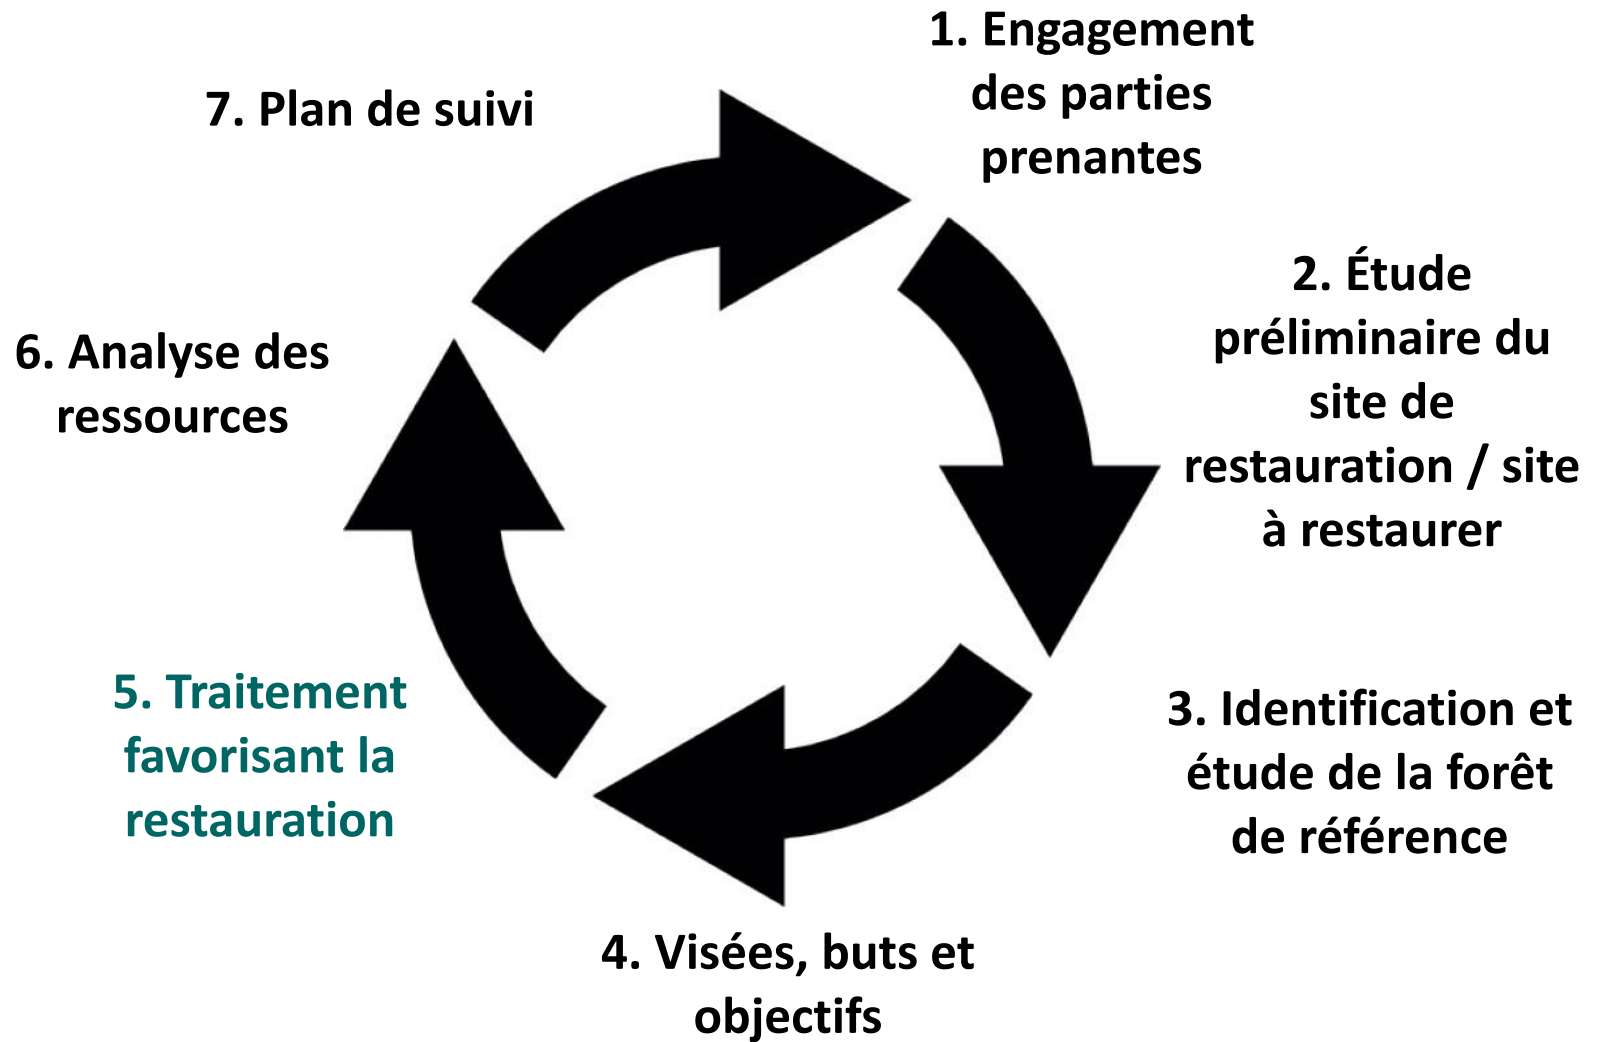 1. Engagement
des parties
prenantes
2. Étude
préliminaire du
site de
restauration / site
à restaurer
3. Identification et
étude de la forêt
de référence
4. Visées, buts et
objectifs
5. Traitement
favorisant la
restauration
6. Analyse des
ressources
7. Plan de suivi